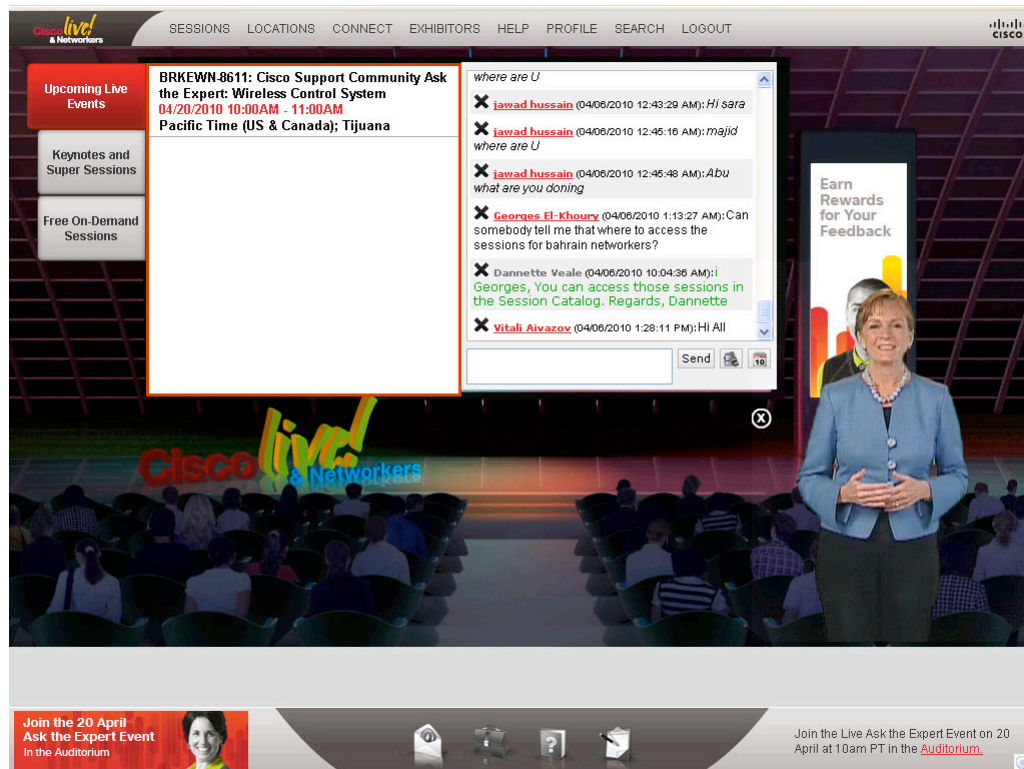 Cisco live!
& Networkers
SESSIONS LOCATIONS CONNECT EXHIBITORS HELP PROFILE SEARCH LOGOUT
CISCO
Upcoming Live
Events
Keynotes and
Super Sessions
Free On-Demand
Sessions
BRKEWN-8611: Cisco Support Community Ask
the Expert: Wireless Control System
04/20/2010 10:00AM - 11:00AM
Pacific Time (US & Canada); Tijuana
where are U
jawad hussain (04/06/2010 12:43:29 AM): Hi sara
jawad hussain (04/06/2010 12:45:16 AM): majid
where are U
jawad hussain (04/06/2010 12:45:48 AM): Abu
what are you doning
Georges El-Khoury (04/06/2010 1:13:27 AM): Can
somebody tell me that where to access the
sessions for bahrain networkers?
Dannette Veale (04/06/2010 10:04:36 AM): i
Georges, You can access those sessions in
the Session Catalog. Regards, Dannette
Vitali Aivazov (04/06/2010 1:28:11 PM): Hi All
Send
10
Earn
Rewards
for Your
Feedback
Cisco live!
& Networkers
Join the 20 April
Ask the Expert Event
In the Auditorium
Join the Live Ask the Expert Event on 20
April at 10am PT in the Auditorium.